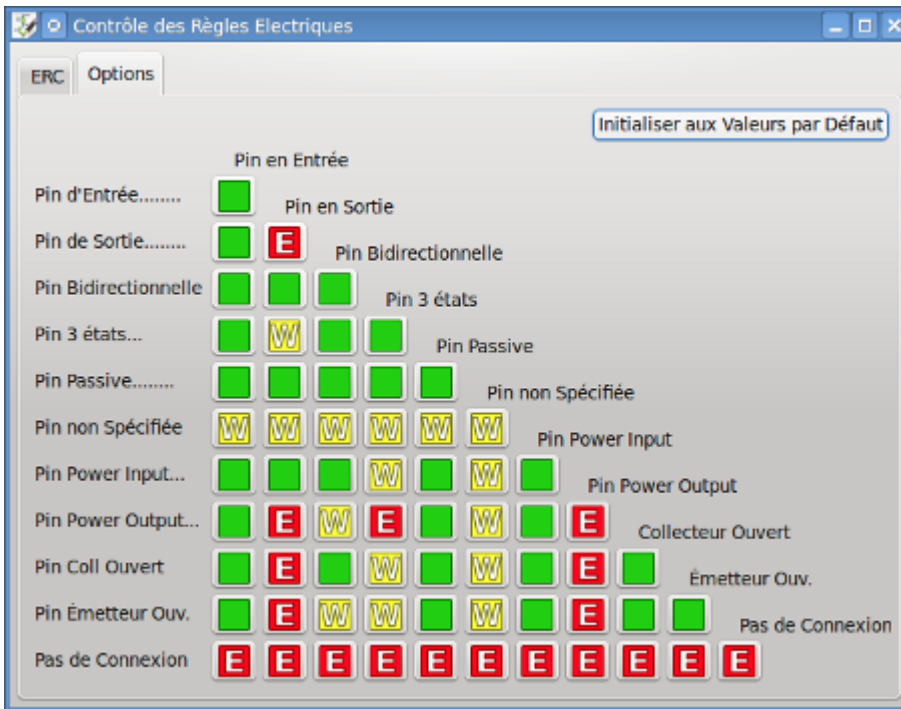 Contrôle des Règles Electriques
ERC Options
Initialiser aux Valeurs par Défaut
Pin en Entrée
Pin d'Entrée........
Pin en Sortie
Pin de Sortie........ E
Pin Bidirectionnelle
Pin Bidirectionnelle
Pin 3 états
Pin 3 états... W
Pin Passive
Pin Passive........
Pin non Spécifiée
Pin non Spécifiée W W W W W W
Pin Power Input
Pin Power Input... W W
Pin Power Output
Pin Power Output... E W E W E
Collecteur Ouvert
Pin Coll Ouvert E W W E
Émetteur Ouv.
Pin Émetteur Ouv. E W W W E
Pas de Connexion
Pas de Connexion E E E E E E E E E E E